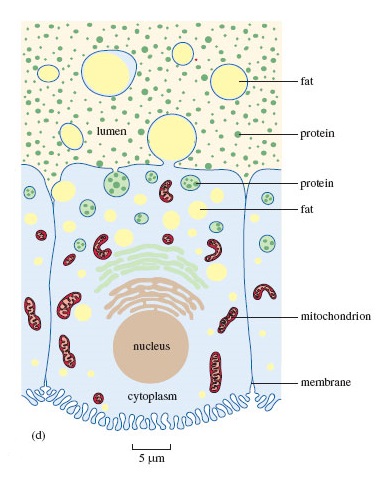 fat
lumen
protein
protein
fat
mitochondrion
nucleus
membrane
cytoplasm
(d)
5 µm